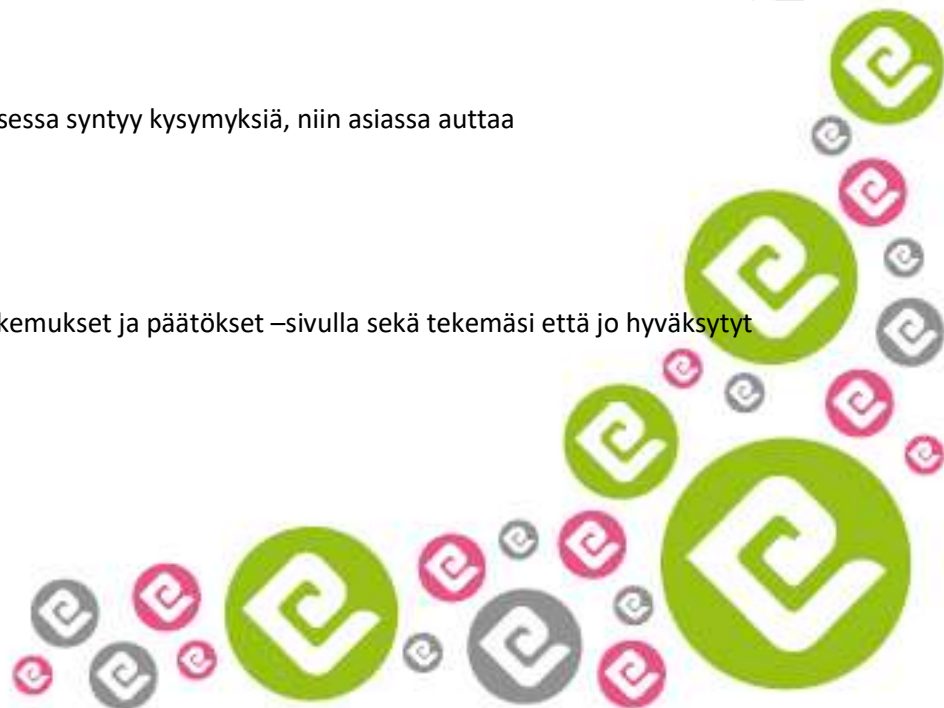 sessa syntyy kysymyksiä, niin asiassa auttaa
kemukset ja päätökset –sivulla sekä tekemäsi että jo hyväksytyt